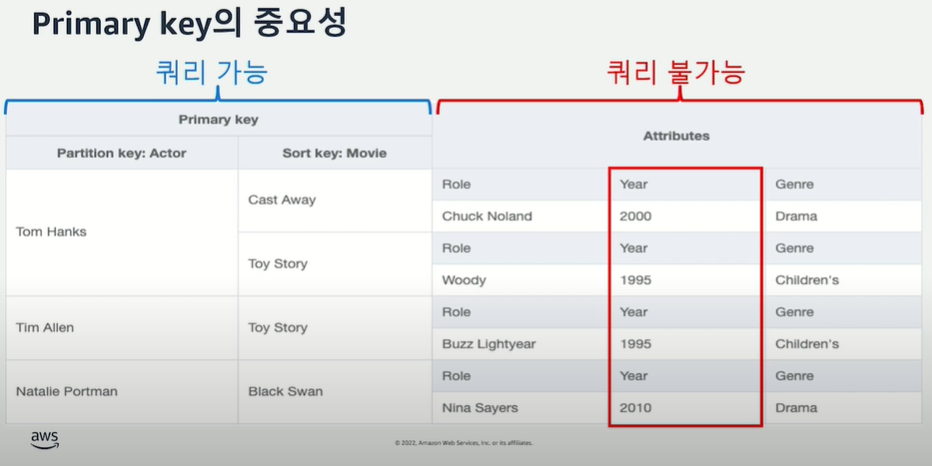 Primary key의 중요성
쿼리 가능
쿼리 불가능
Primary key
Attributes
Partition key: Actor
Sort key: Movie
Role Year Genre
Tom Hanks
Cast Away
Chuck Noland 2000 Drama
Role Year Genre
Toy Story
Woody 1995 Children's
Role Year Genre
Tim Allen
Toy Story
Buzz Lightyear 1995 Children's
Role Year Genre
Natalie Portman
Black Swan
Nina Sayers 2010 Drama
aws
© 2022, Amazon Web Services, Inc. or its affiliates.